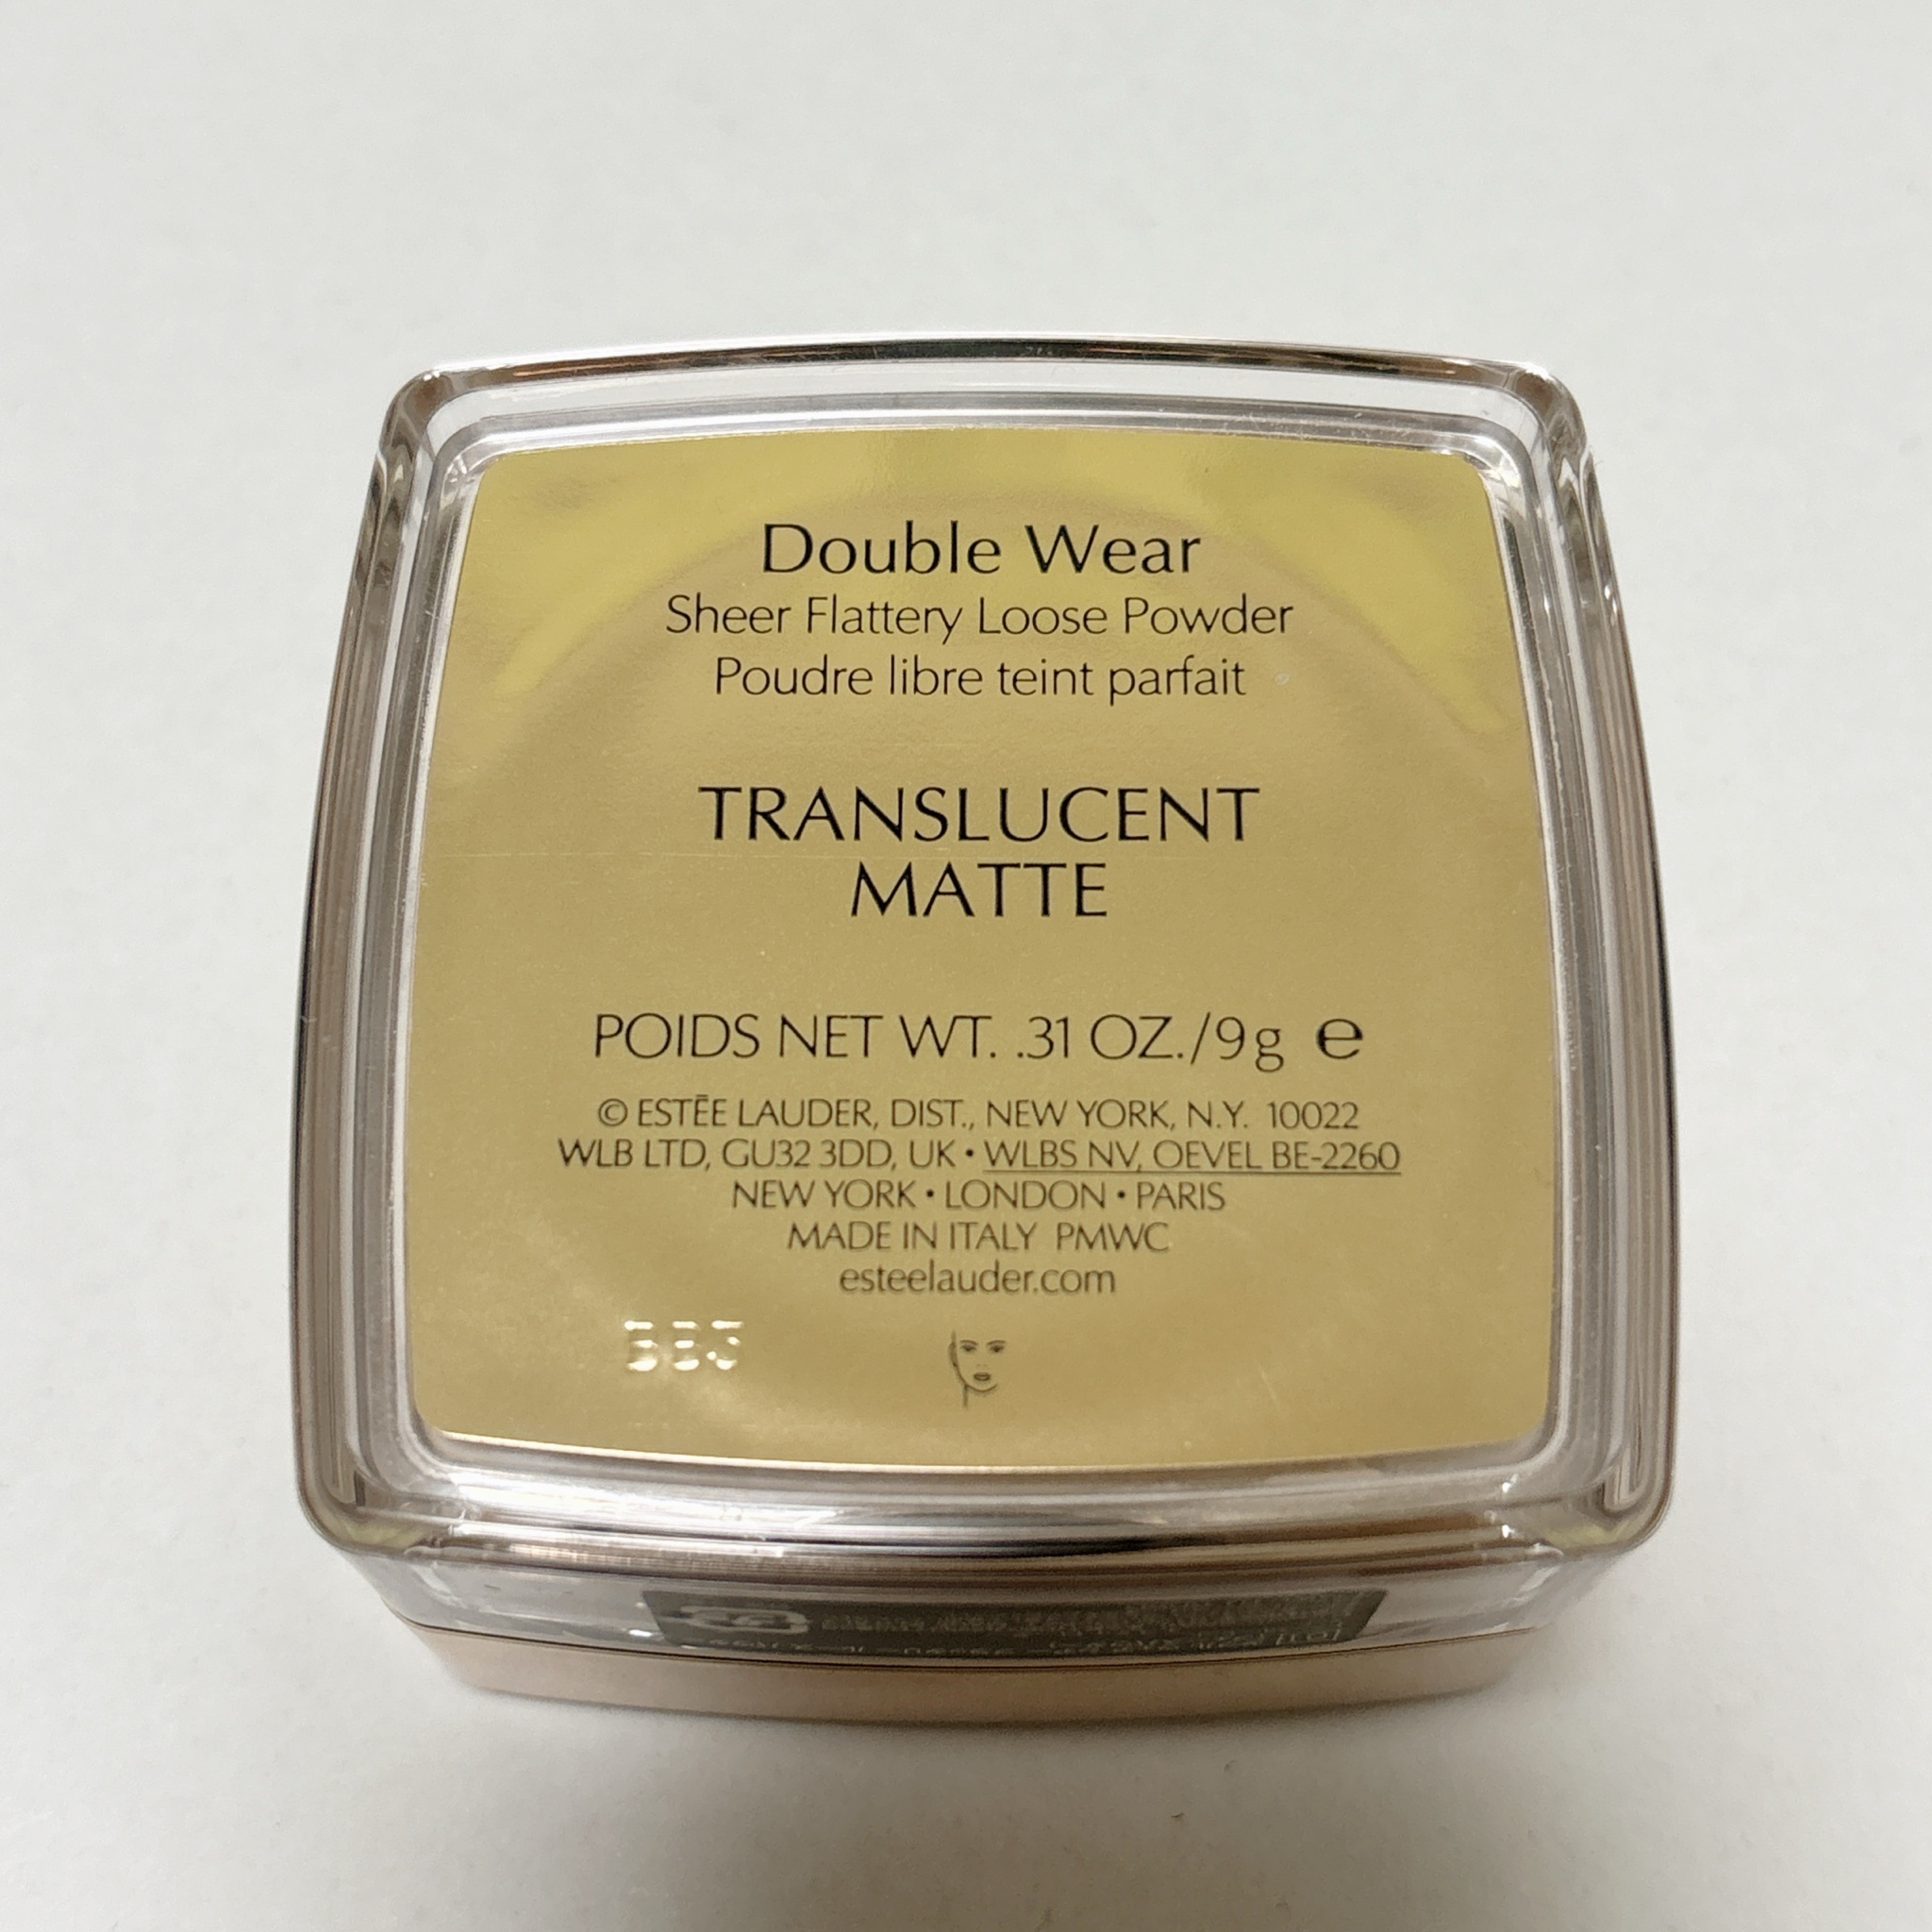 Double Wear
Sheer Flattery Loose Powder
Poudre libre teint parfait
TRANSLUCENT
MATTE
POIDS NET WT. .31 OZ./9g ℮
© ESTĒE LAUDER, DIST., NEW YORK, N.Y. 10022
WLB LTD, GU32 3DD, UK • WLBS NV, OEVEL BE-2260
NEW YORK • LONDON • PARIS
MADE IN ITALY PMWC
esteelauder.com